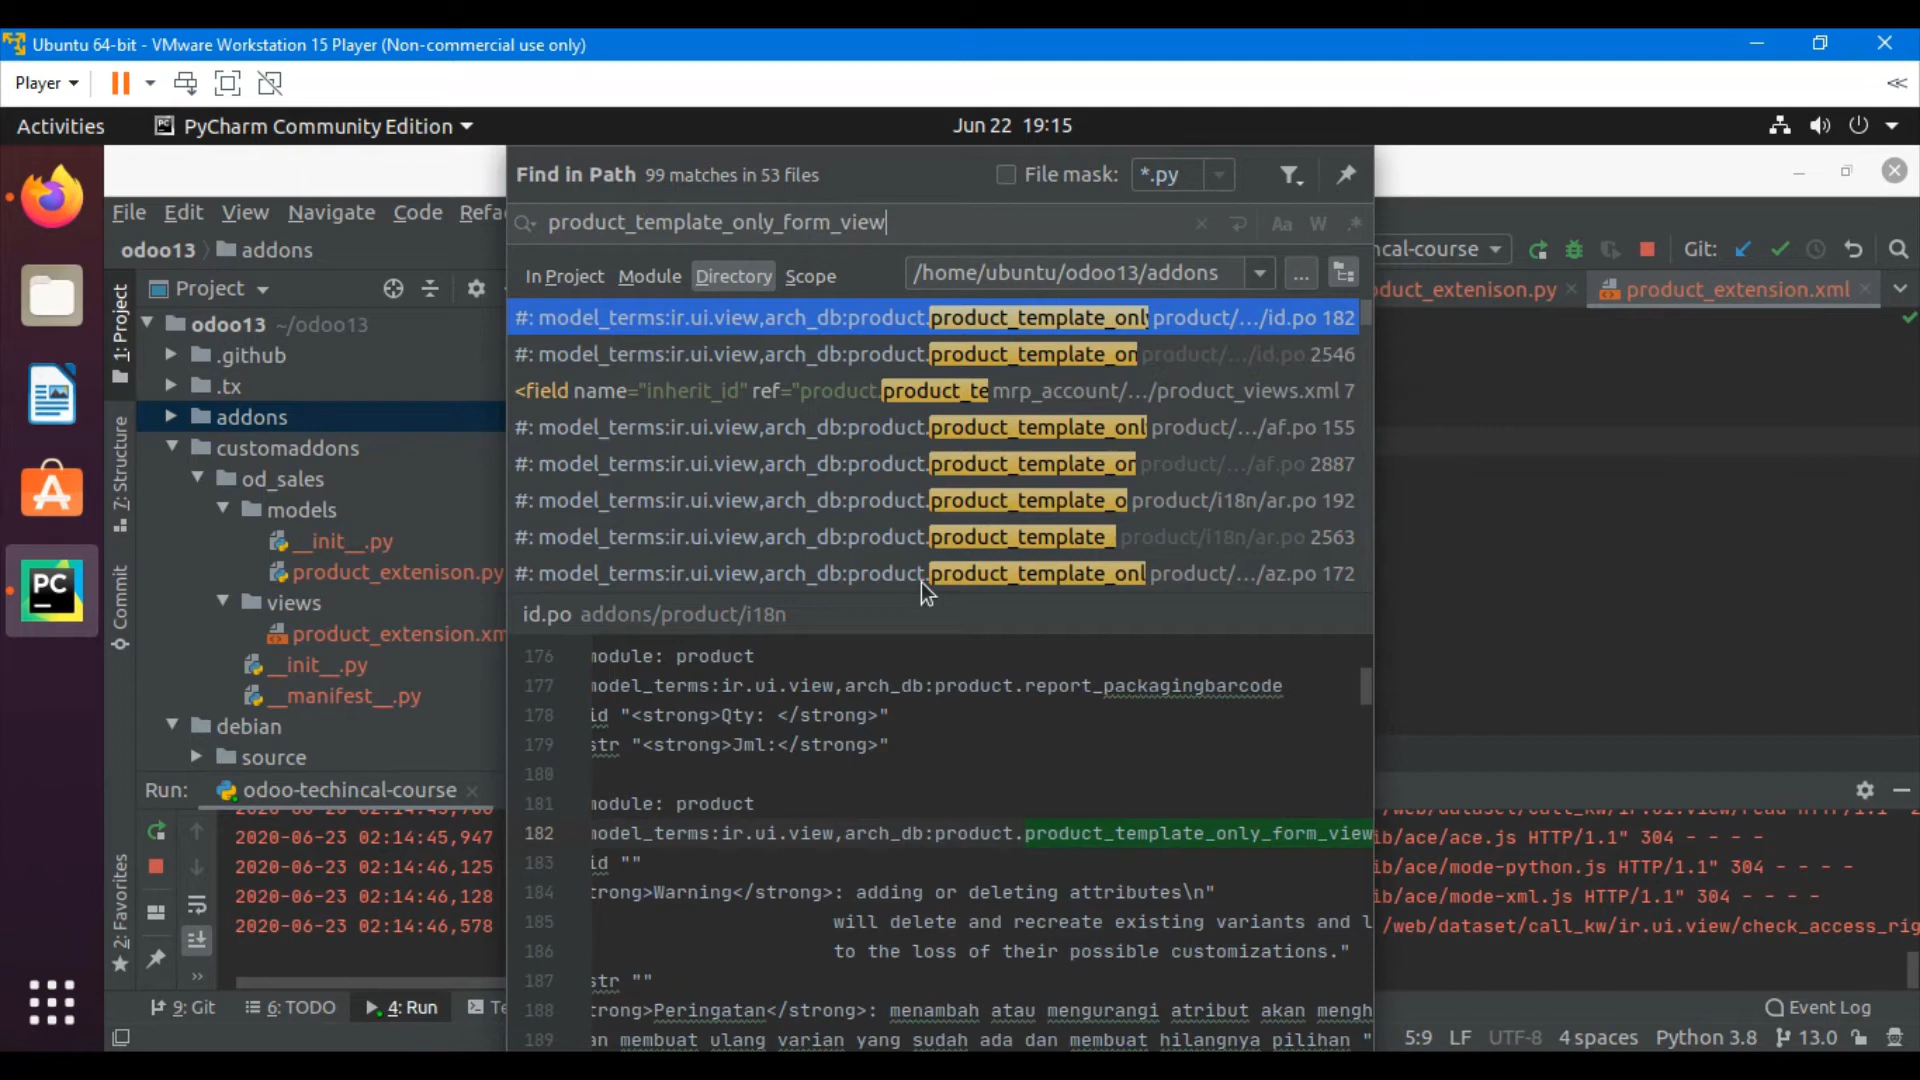 Ubuntu 64-bit - VMware Workstation 15 Player (Non-commercial use only)
Player
Activities
PyCharm Community Edition
Jun 22 19:15
File Edit View Navigate Code Refa
odoo13 addons
Project
odoo13 ~/odoo13
.github
.tx
addons
customaddons
od_sales
models
__init__.py
product_extenison.py
views
product_extension.xm
__init__.py
__manifest__.py
debian
source
1: Project
7: Structure
Commit
2: Favorites
Find in Path 99 matches in 53 files
File mask: *.py
product_template_only_form_view
Aa W .*
In Project Module Directory Scope
/home/ubuntu/odoo13/addons
...
#: model_terms:ir.ui.view,arch_db:product.product_template_onl product/.../id.po 182
#: model_terms:ir.ui.view,arch_db:product.product_template_on product/.../id.po 2546
<field name="inherit_id" ref="product.product_te mrp_account/.../product_views.xml 7
#: model_terms:ir.ui.view,arch_db:product.product_template_onl product/.../af.po 155
#: model_terms:ir.ui.view,arch_db:product.product_template_or product/.../af.po 2887
#: model_terms:ir.ui.view,arch_db:product.product_template_o product/i18n/ar.po 192
#: model_terms:ir.ui.view,arch_db:product.product_template_ product/i18n/ar.po 2563
#: model_terms:ir.ui.view,arch_db:product.product_template_onl product/.../az.po 172
id.po addons/product/i18n
176 module: product
177 model_terms:ir.ui.view,arch_db:product.report_packagingbarcode
178 id "<strong>Qty: </strong>"
179 str "<strong>Jml:</strong>"
180
181 module: product
182 model_terms:ir.ui.view,arch_db:product.product_template_only_form_view
183 id ""
184 trong>Warning</strong>: adding or deleting attributes\n"
185 will delete and recreate existing variants and l
186 to the loss of their possible customizations."
187 str ""
188 trong>Peringatan</strong>: menambah atau mengurangi atribut akan mengh
189 an membuat ulang varian yang sudah ada dan membuat hilangnya pilihan "
ncal-course
Git:
oduct_extenison.py
product_extension.xml
Run: odoo-techincal-course
2020-06-23 02:14:45,947
2020-06-23 02:14:46,125
2020-06-23 02:14:46,128
2020-06-23 02:14:46,578
ib/ace/ace.js HTTP/1.1" 304 - - - -
ib/ace/mode-python.js HTTP/1.1" 304 - - - -
ib/ace/mode-xml.js HTTP/1.1" 304 - - - -
/web/dataset/call_kw/ir.ui.view/check_access_rig
9: Git
6: TODO
4: Run
Te
Event Log
5:9 LF UTF-8 4 spaces Python 3.8 13.0